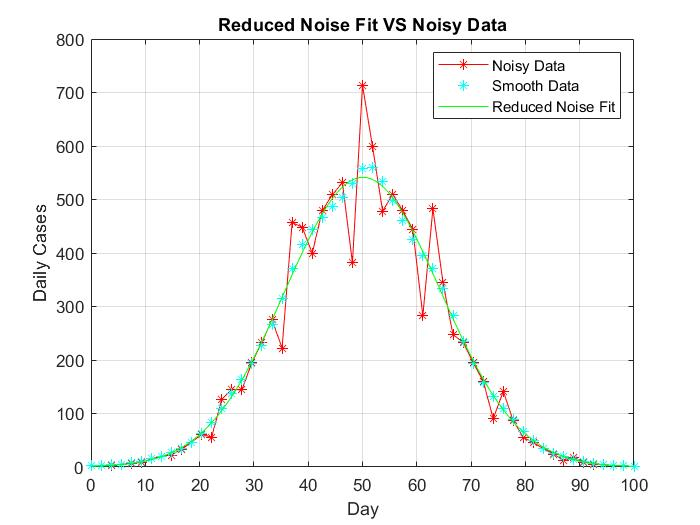 Reduced Noise Fit VS Noisy Data
Noisy Data
Smooth Data
Reduced Noise Fit
Daily Cases
800
700
600
500
400
300
200
100
0
0 10 20 30 40 50 60 70 80 90 100
Day